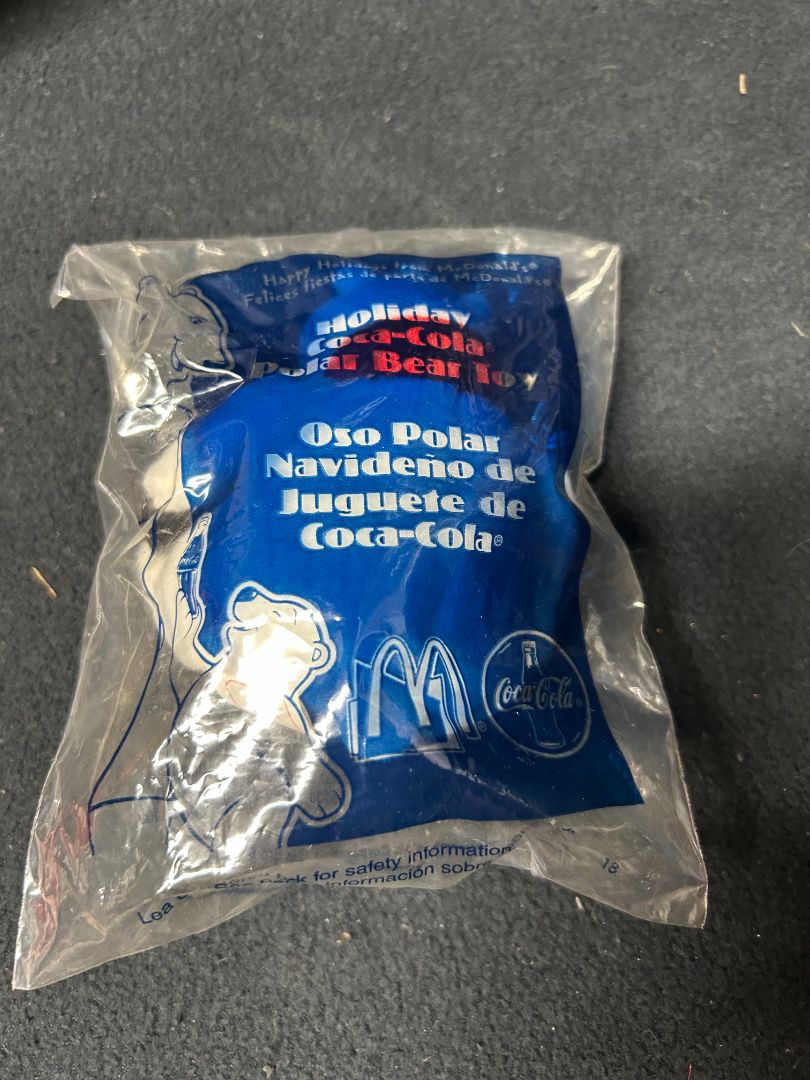 Happy Holidays from McDonald's®
Felices fiestas de parte de McDonald's®
Holiday
Coca-Cola®
Polar Bear Toy
Oso Polar
Navideño de
Juguete de
Coca-Cola®
Coca-Cola
for safety information
información sobre
Lea
18